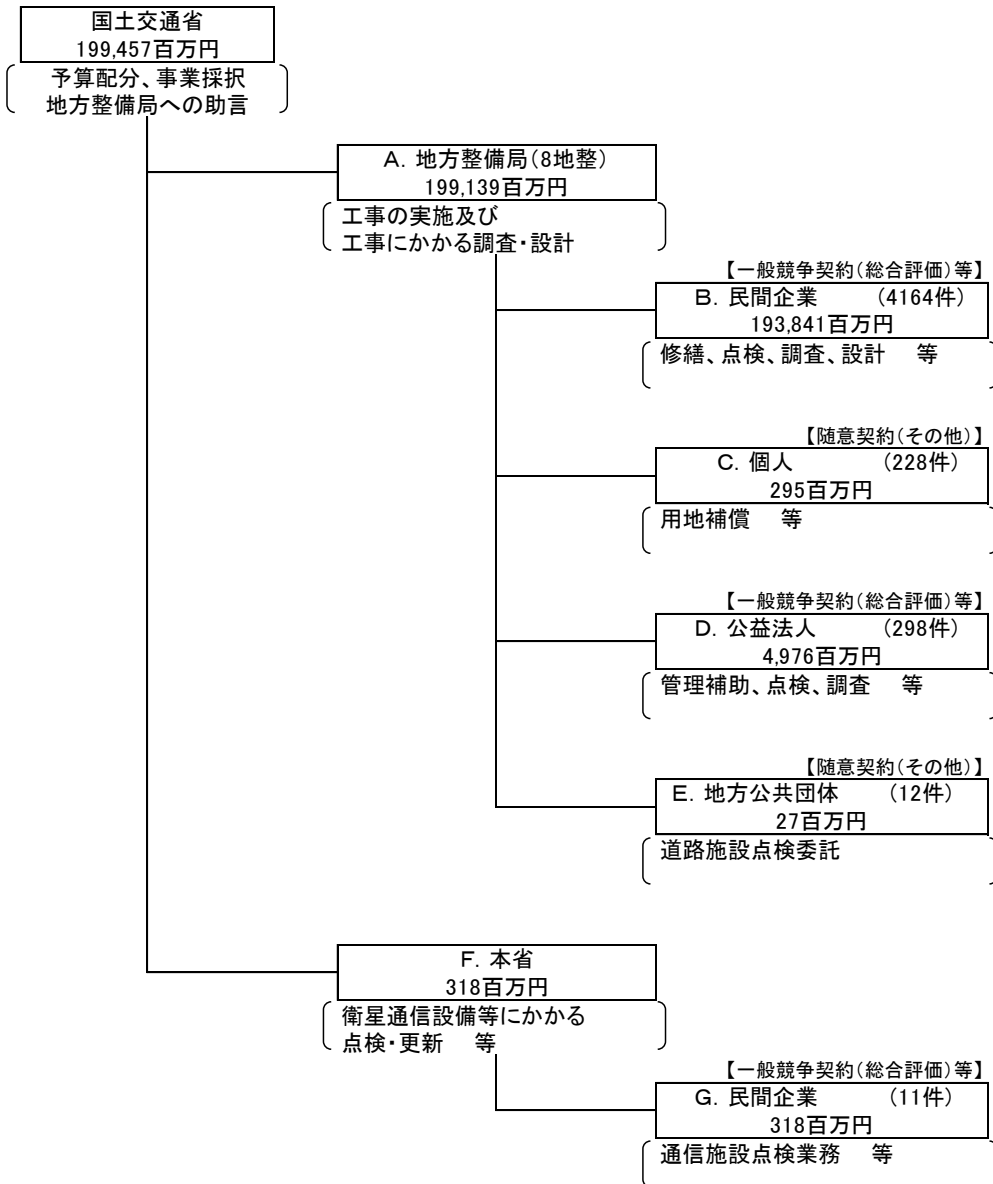 国土交通省
199,457百万円
予算配分、事業採択
地方整備局への助言
A. 地方整備局(8地整)
199,139百万円
工事の実施及び
工事にかかる調査・設計
【一般競争契約(総合評価)等】
B. 民間企業 (4164件)
193,841百万円
修繕、点検、調査、設計 等
【随意契約(その他)】
C. 個人 (228件)
295百万円
用地補償 等
【一般競争契約(総合評価)等】
D. 公益法人 (298件)
4,976百万円
管理補助、点検、調査 等
【随意契約(その他)】
E. 地方公共団体 (12件)
27百万円
道路施設点検委託
F. 本省
318百万円
衛星通信設備等にかかる
点検・更新 等
【一般競争契約(総合評価)等】
G. 民間企業 (11件)
318百万円
通信施設点検業務 等